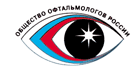 ОБЩЕСТВО ОФТАЛЬМОЛОГОВ РОССИИ